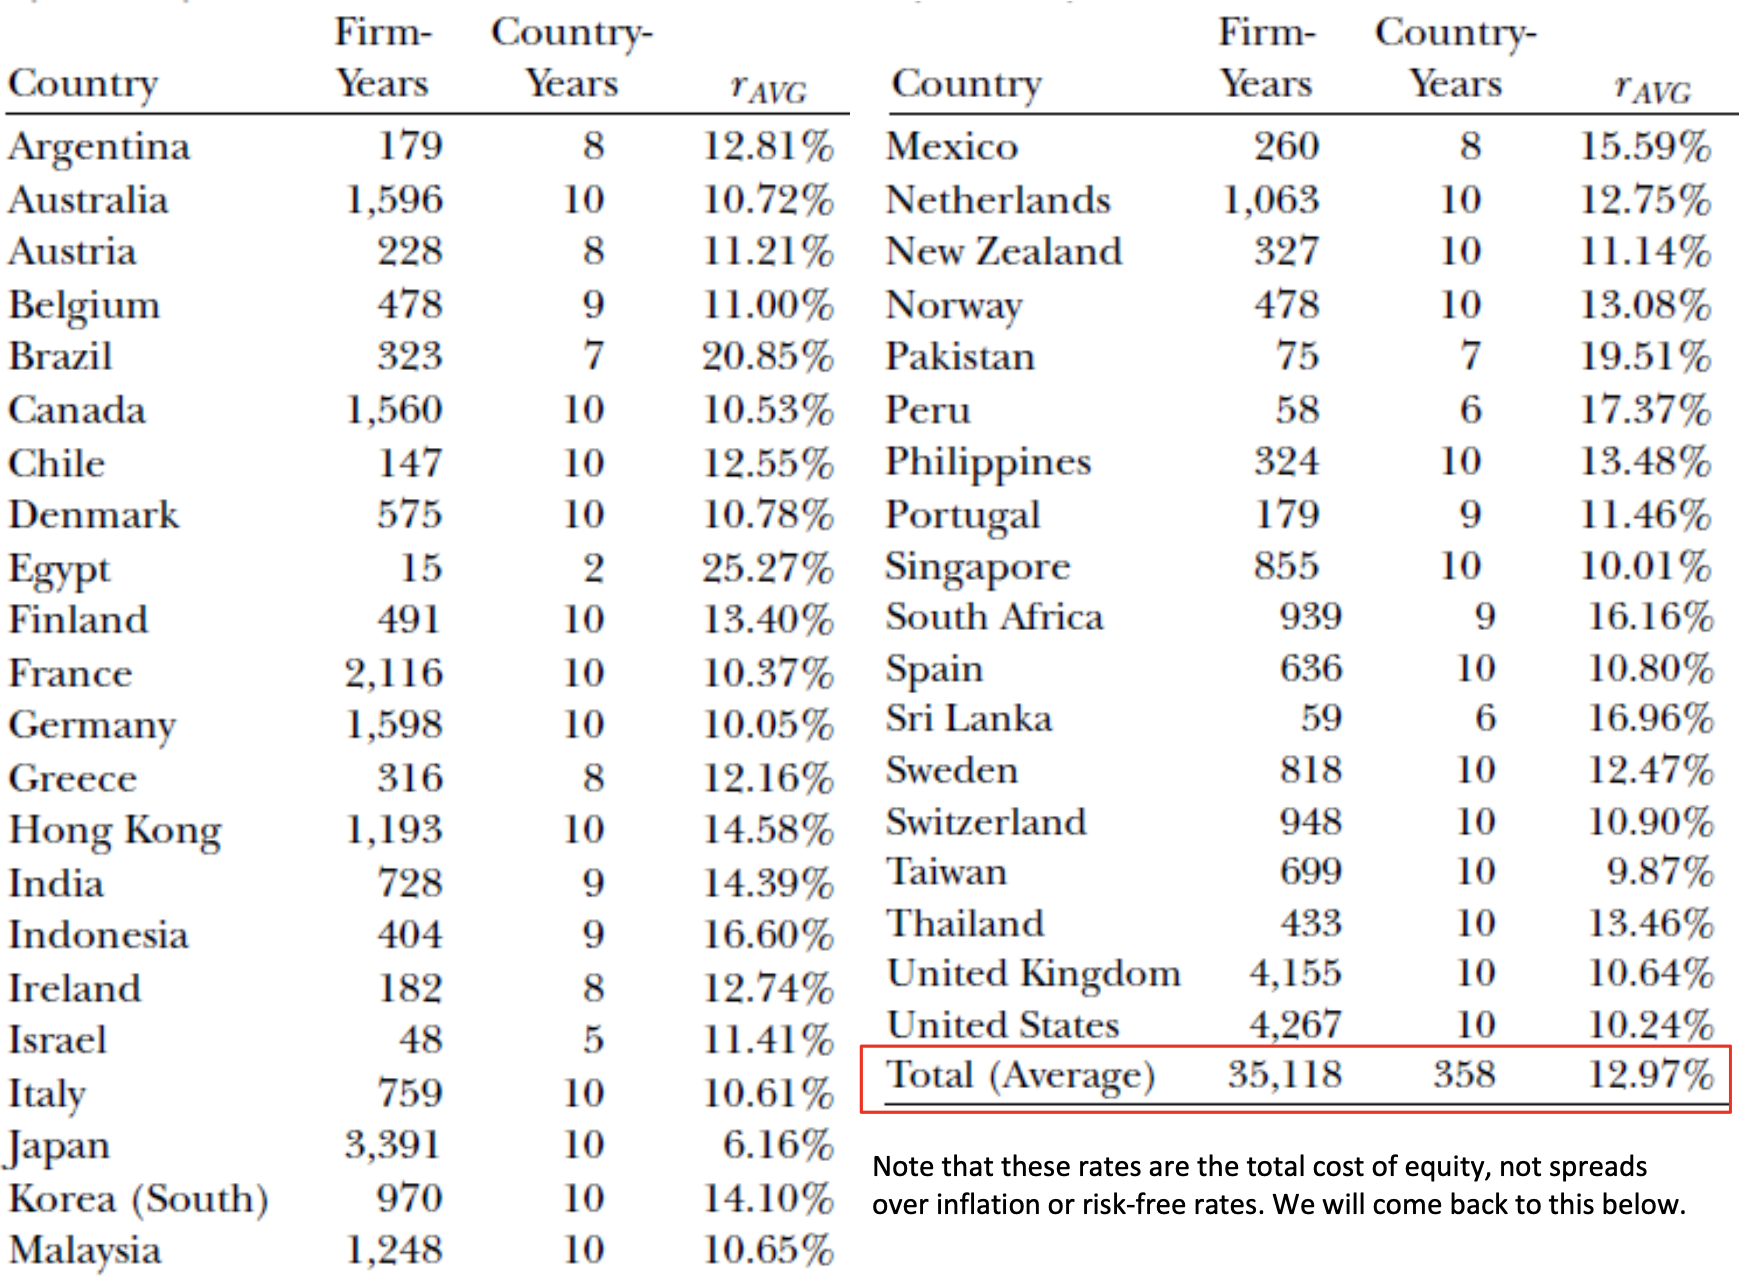 Firm- Country-
Country Years Years r AVG
Argentina 179 8 12.81%
Australia 1,596 10 10.72%
Austria 228 8 11.21%
Belgium 478 9 11.00%
Brazil 323 7 20.85%
Canada 1,560 10 10.53%
Chile 147 10 12.55%
Denmark 575 10 10.78%
Egypt 15 2 25.27%
Finland 491 10 13.40%
France 2,116 10 10.37%
Germany 1,598 10 10.05%
Greece 316 8 12.16%
Hong Kong 1,193 10 14.58%
India 728 9 14.39%
Indonesia 404 9 16.60%
Ireland 182 8 12.74%
Israel 48 5 11.41%
Italy 759 10 10.61%
Japan 3,391 10 6.16%
Korea (South) 970 10 14.10%
Malaysia 1,248 10 10.65%
Firm- Country-
Country Years Years r AVG
Mexico 260 8 15.59%
Netherlands 1,063 10 12.75%
New Zealand 327 10 11.14%
Norway 478 10 13.08%
Pakistan 75 7 19.51%
Peru 58 6 17.37%
Philippines 324 10 13.48%
Portugal 179 9 11.46%
Singapore 855 10 10.01%
South Africa 939 9 16.16%
Spain 636 10 10.80%
Sri Lanka 59 6 16.96%
Sweden 818 10 12.47%
Switzerland 948 10 10.90%
Taiwan 699 10 9.87%
Thailand 433 10 13.46%
United Kingdom 4,155 10 10.64%
United States 4,267 10 10.24%
Total (Average) 35,118 358 12.97%
Note that these rates are the total cost of equity, not spreads
over inflation or risk-free rates. We will come back to this below.